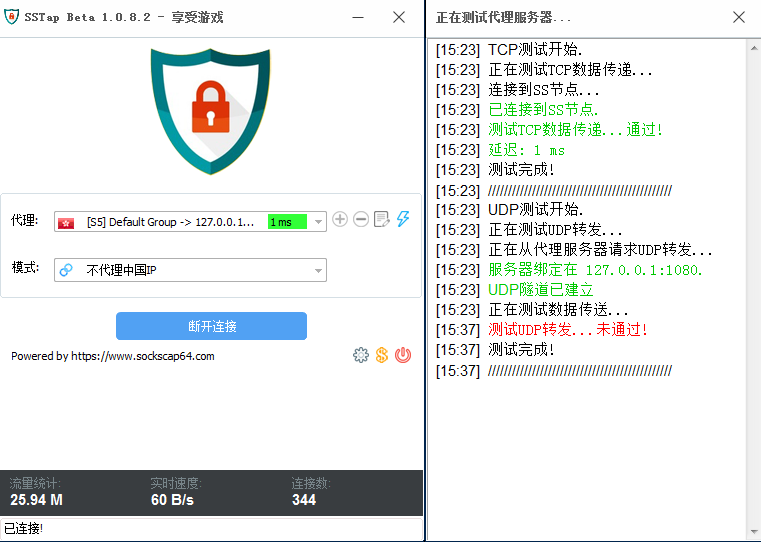 SSTap Beta 1.0.8.2 - 享受游戏
代理:
[S5] Default Group -> 127.0.0.1...
1 ms
模式:
不代理中国IP
断开连接
Powered by https://www.sockscap64.com
流量统计:
实时速度:
连接数:
25.94 M
60 B/s
344
已连接!
正在测试代理服务器...
[15:23] TCP测试开始.
[15:23] 正在测试TCP数据传递...
[15:23] 连接到SS节点...
[15:23] 已连接到SS节点.
[15:23] 测试TCP数据传递...通过!
[15:23] 延迟: 1 ms
[15:23] 测试完成!
[15:23] //////////////////////////////////////////////
[15:23] UDP测试开始.
[15:23] 正在测试UDP转发...
[15:23] 正在从代理服务器请求UDP转发...
[15:23] 服务器绑定在 127.0.0.1:1080.
[15:23] UDP隧道已建立
[15:23] 正在测试数据传送...
[15:37] 测试UDP转发...未通过!
[15:37] 测试完成!
[15:37] //////////////////////////////////////////////